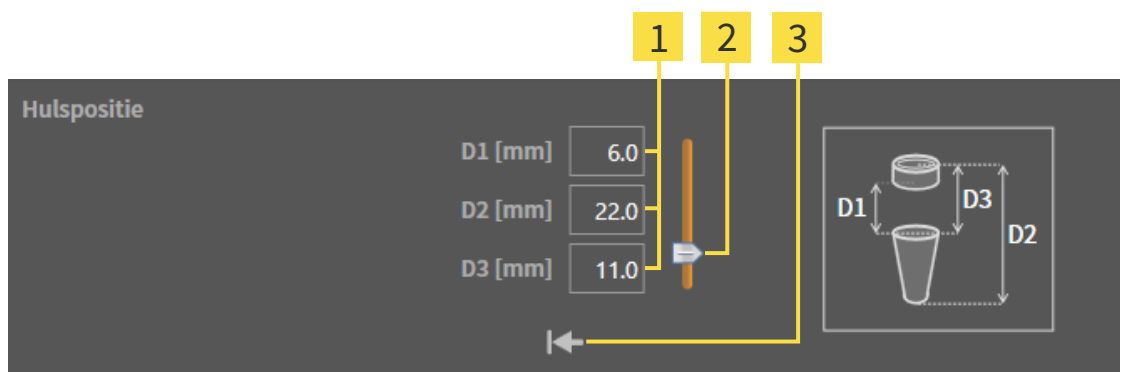 1 2 3
Hulspositie
D1 [mm] 6.0
D2 [mm] 22.0
D3 [mm] 11.0
D1
D3
D2